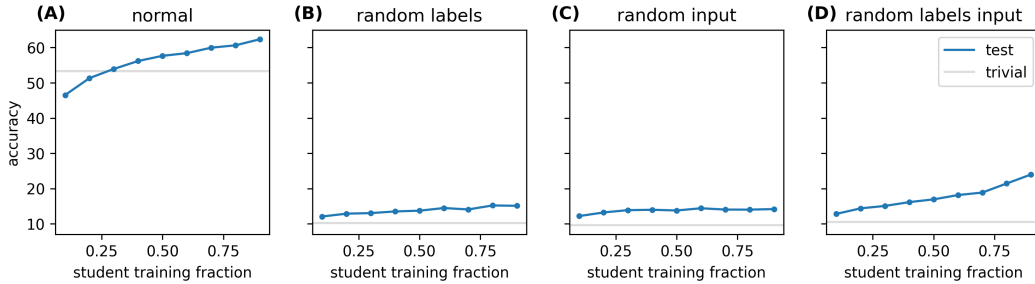 (A) normal
(B) random labels
(C) random input
(D) random labels input
accuracy
60
50
40
30
20
10
0.25 0.50 0.75
student training fraction
0.25 0.50 0.75
student training fraction
0.25 0.50 0.75
student training fraction
0.25 0.50 0.75
student training fraction
test
trivial